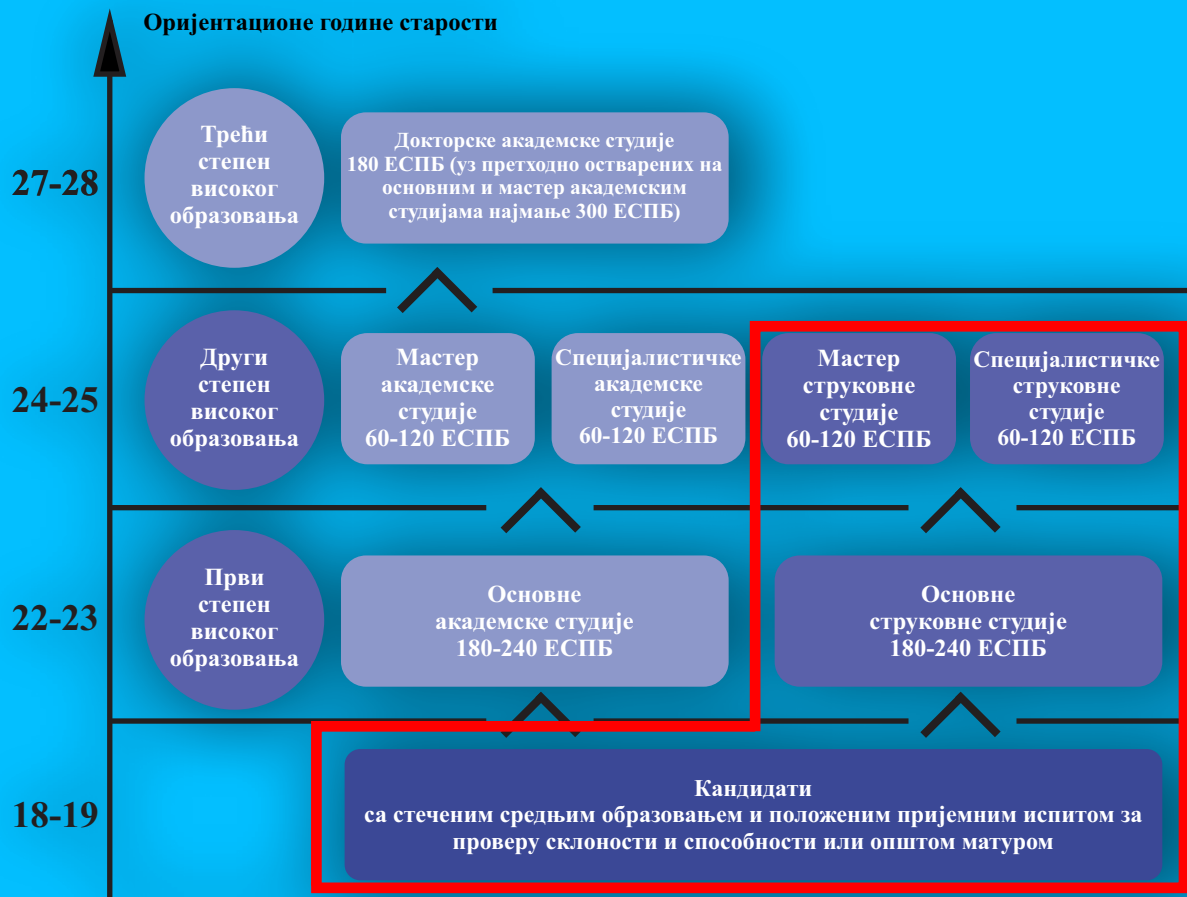 Оријентационе године старости
27-28
Трећи
степен
високог
образовања
Докторске академске студије
180 ЕСПБ (уз претходно остварених на
основним и мастер академским
студијама најмање 300 ЕСПБ)
24-25
Други
степен
високог
образовања
Мастер
академске
студије
60-120 ЕСПБ
Специјалистичке
академске
студије
60-120 ЕСПБ
Мастер
струковне
студије
60-120 ЕСПБ
Специјалистичке
струковне
студије
60-120 ЕСПБ
22-23
Први
степен
високог
образовања
Основне
академске студије
180-240 ЕСПБ
Основне
струковне студије
180-240 ЕСПБ
18-19
Кандидати
са стеченим средњим образовањем и положеним пријемним испитом за
проверу склоности и способности или општом матуром